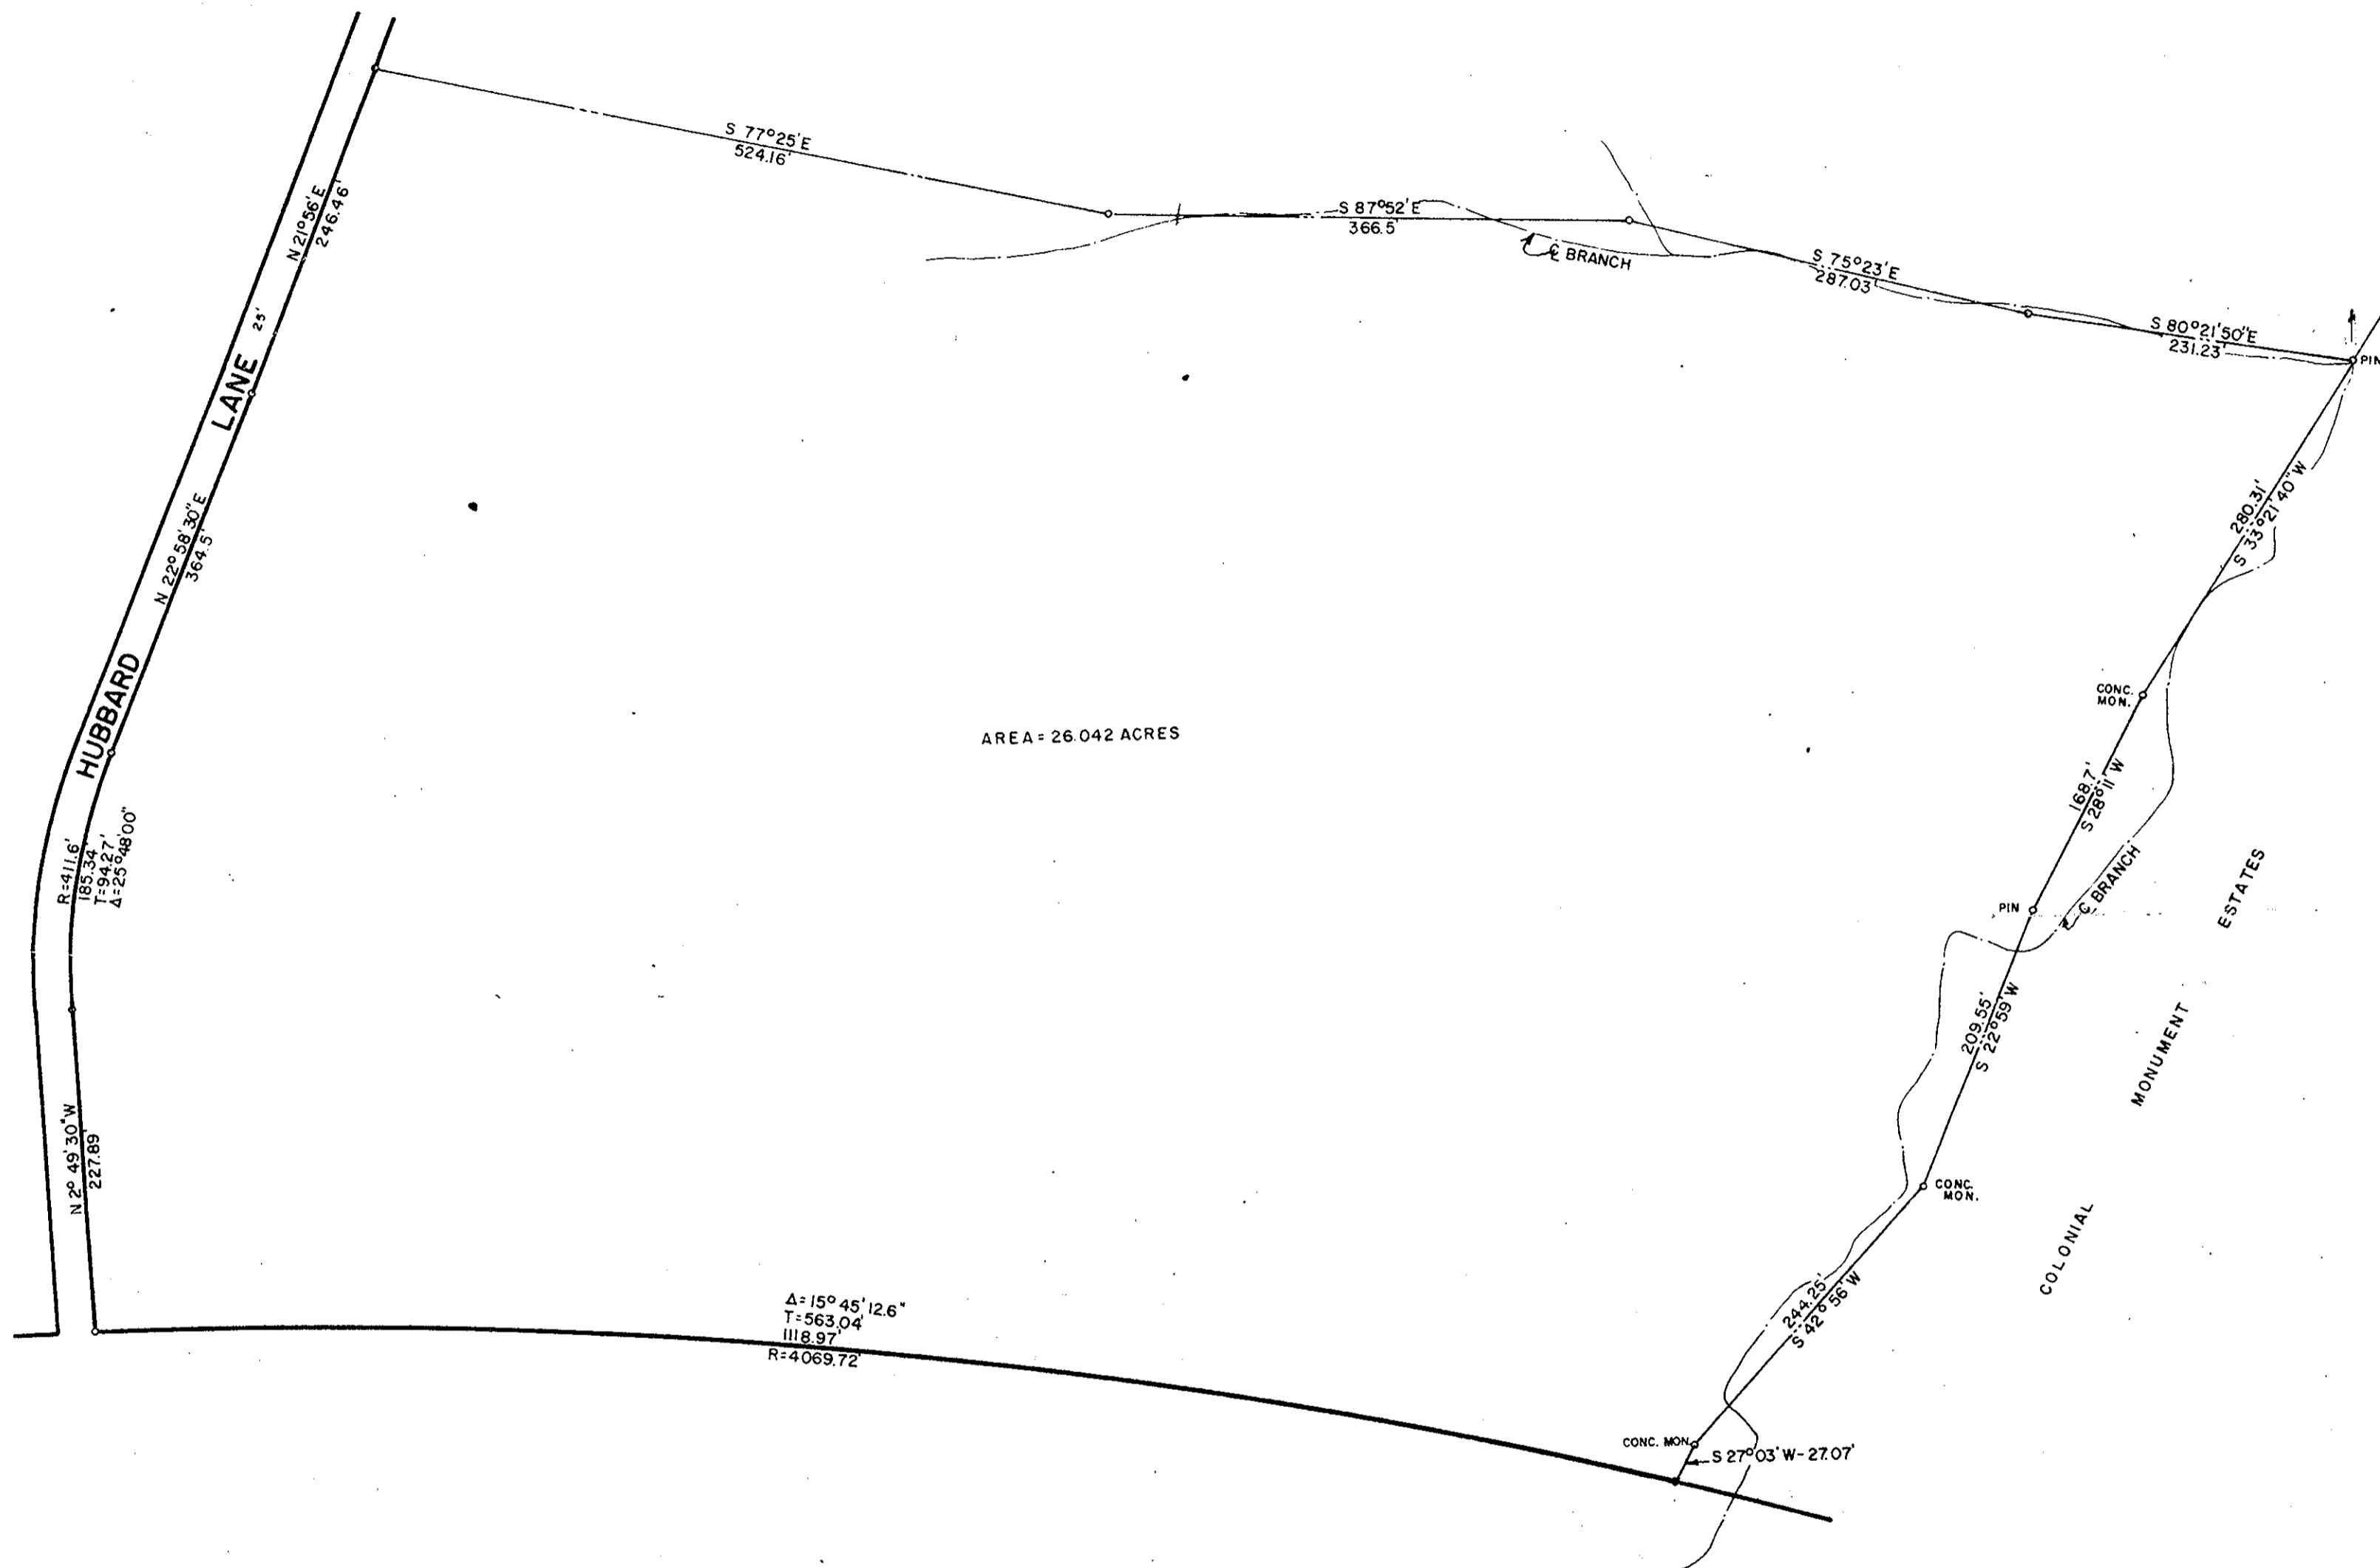 S 77°25'E
524.16'
S 87°52'E
366.5'
℄ BRANCH
S 75°23'E
287.03'
S 80°21'50"E
231.23'
PIN
N 21°56'E
246.46'
25'
HUBBARD LANE
N 22°58'30"E
364.5'
280.31'
S 33°21'40"W
CONC.
MON.
AREA = 26.042 ACRES
168.7'
S 28°11'W
R=411.6'
185.34'
T=94.27'
Δ=25°48'00"
PIN
℄ BRANCH
209.55'
S 22°59'W
COLONIAL MONUMENT ESTATES
N 2°49'30"W
227.89'
CONC.
MON.
244.25'
S 42°56'W
Δ=15°45'12.6"
T=563.04'
1118.97'
R=4069.72'
CONC. MON.
S 27°03'W-27.07'